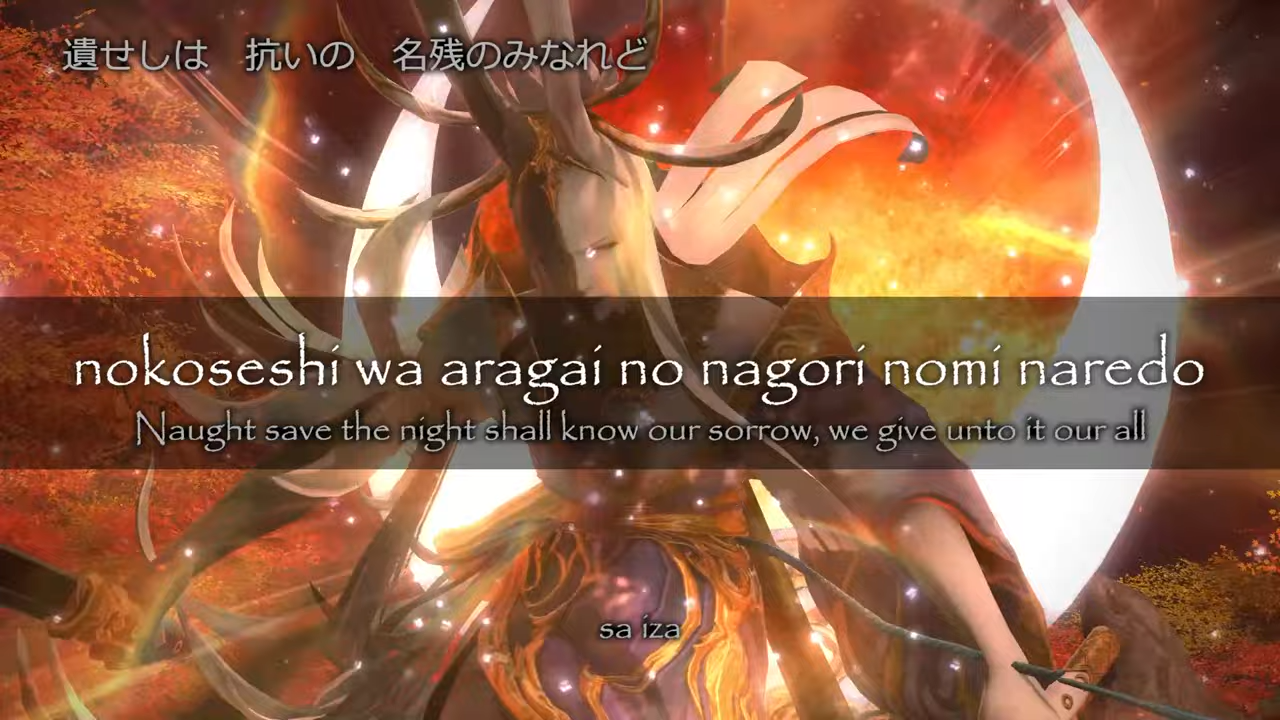 遺せしは　抗いの　名残のみなれど
nokoseshi wa aragai no nagori nomi naredo
Naught save the night shall know our sorrow, we give unto it our all
sa iza